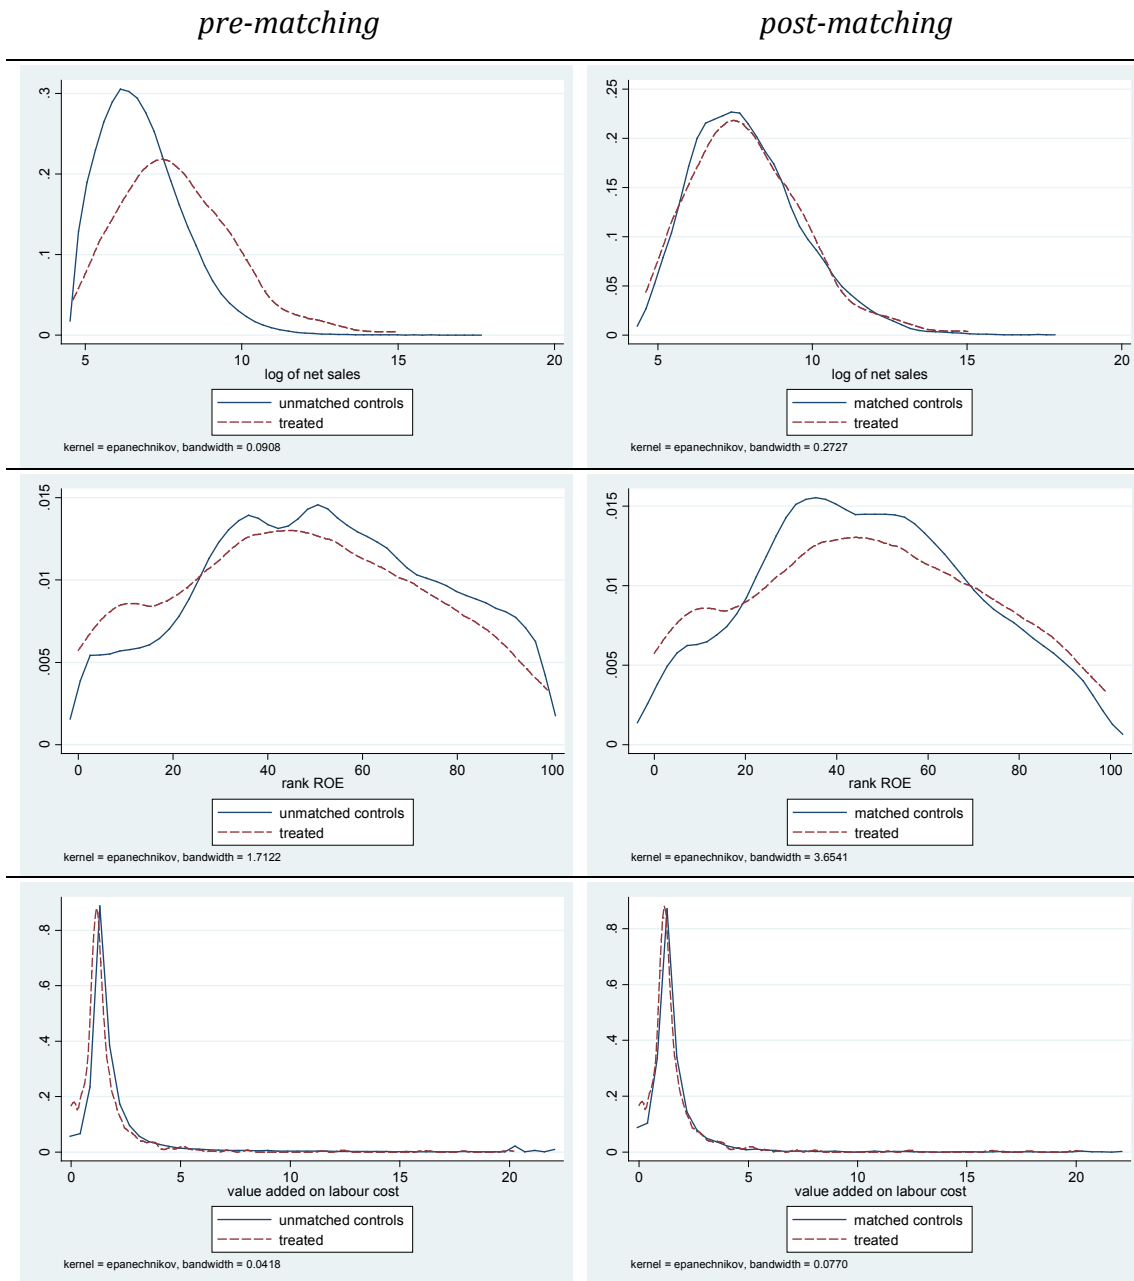 pre-matching post-matching
.3
.2
.1
0
5 10 15 20
log of net sales
unmatched controls
treated
kernel = epanechnikov, bandwidth = 0.0908
.25
.2
.15
.1
.05
0
5 10 15 20
log of net sales
matched controls
treated
kernel = epanechnikov, bandwidth = 0.2727
.015
.01
.005
0
0 20 40 60 80 100
rank ROE
unmatched controls
treated
kernel = epanechnikov, bandwidth = 1.7122
.015
.01
.005
0
0 20 40 60 80 100
rank ROE
matched controls
treated
kernel = epanechnikov, bandwidth = 3.6541
.8
.6
.4
.2
0
0 5 10 15 20
value added on labour cost
unmatched controls
treated
kernel = epanechnikov, bandwidth = 0.0418
.8
.6
.4
.2
0
0 5 10 15 20
value added on labour cost
matched controls
treated
kernel = epanechnikov, bandwidth = 0.0770